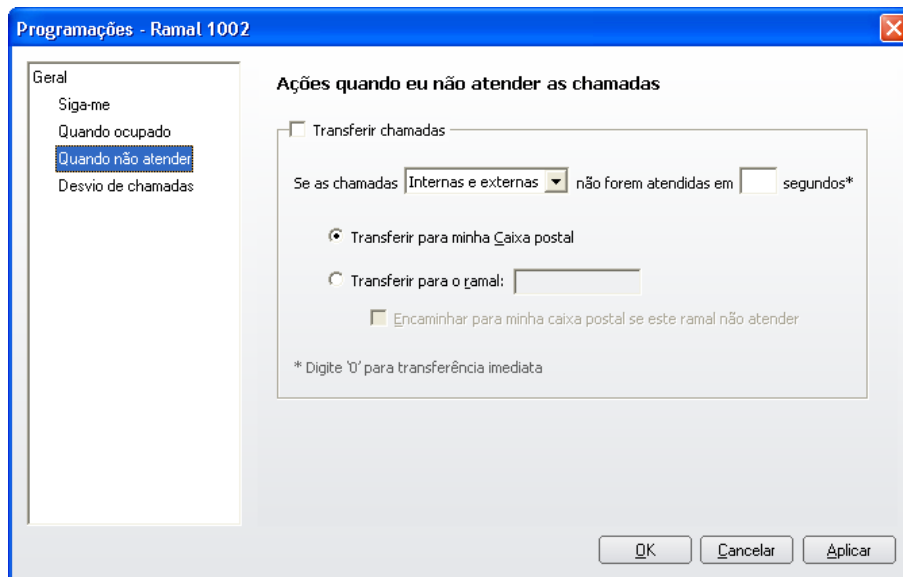 Programações - Ramal 1002
Geral
Siga-me
Quando ocupado
Quando não atender
Desvio de chamadas
Ações quando eu não atender as chamadas
Transferir chamadas
Se as chamadas Internas e externas não forem atendidas em segundos*
Transferir para minha Caixa postal
Transferir para o ramal:
Encaminhar para minha caixa postal se este ramal não atender
* Digite '0' para transferência imediata
OK Cancelar Aplicar